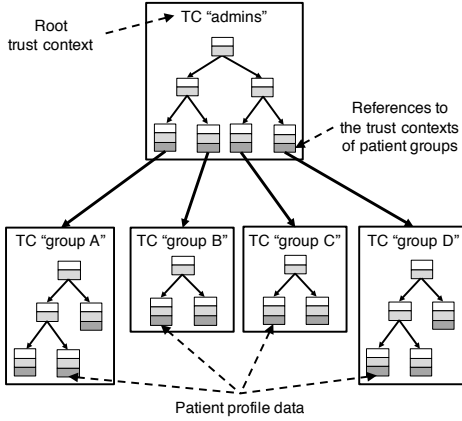 TC “admins”
Root
trust context
References to
the trust contexts
of patient groups
TC “group A”
TC “group B”
TC “group C”
TC “group D”
Patient profile data